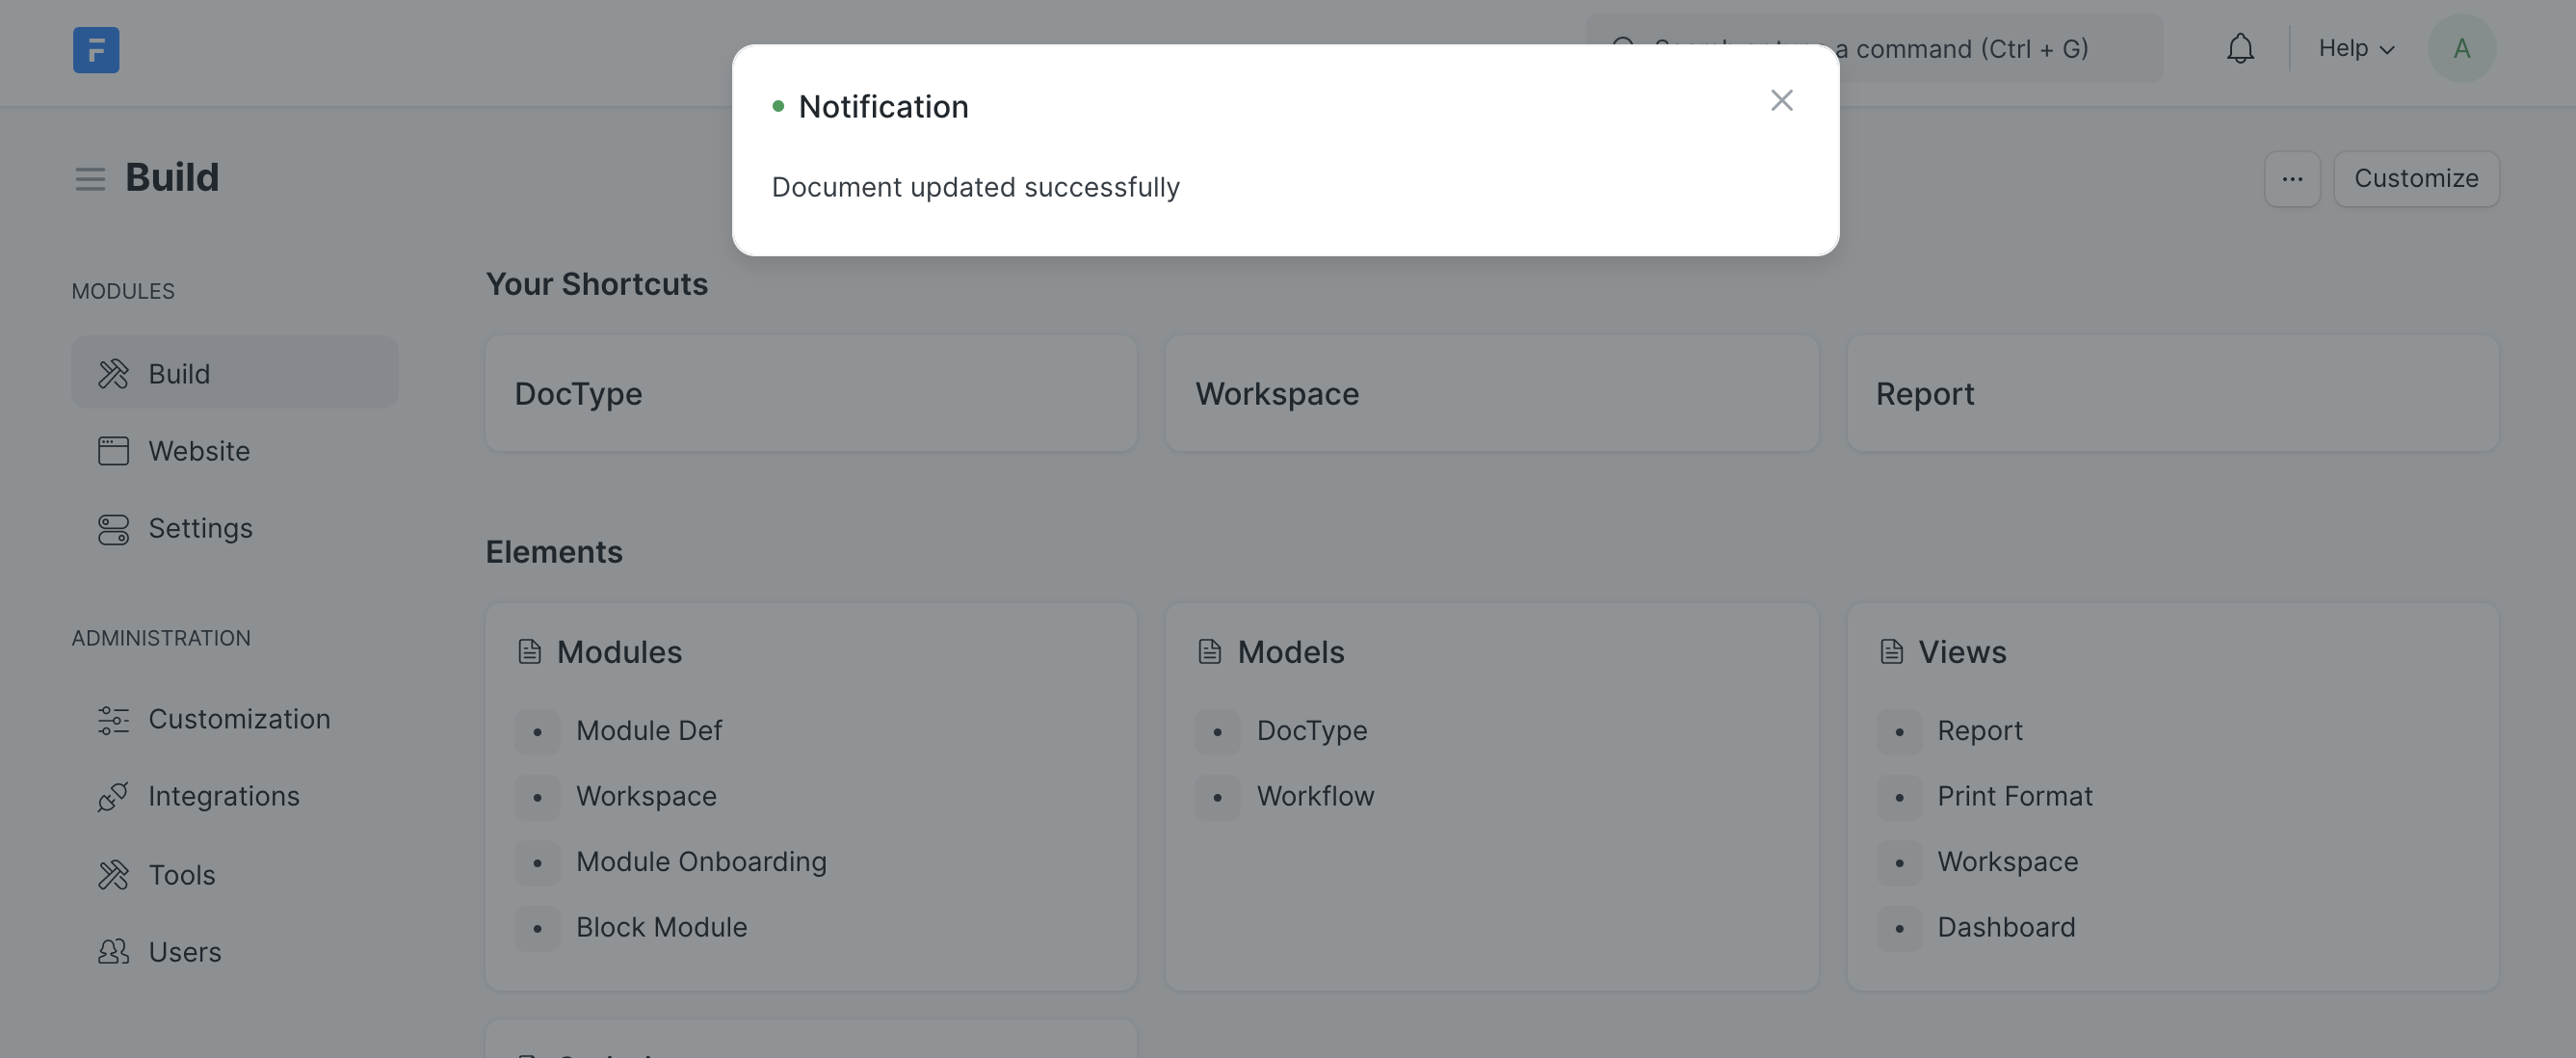 a command (Ctrl + G)
Help
A
Notification
Document updated successfully
Build
...
Customize
MODULES
Build
Website
Settings
ADMINISTRATION
Customization
Integrations
Tools
Users
Your Shortcuts
DocType
Workspace
Report
Elements
Modules
Module Def
Workspace
Module Onboarding
Block Module
Models
DocType
Workflow
Views
Report
Print Format
Workspace
Dashboard